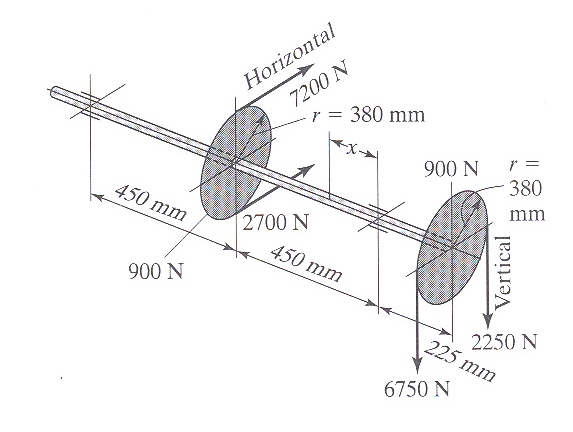 Horizontal
7200 N
r = 380 mm
x
900 N
r =
380
mm
450 mm
2700 N
900 N
450 mm
Vertical
2250 N
225 mm
6750 N